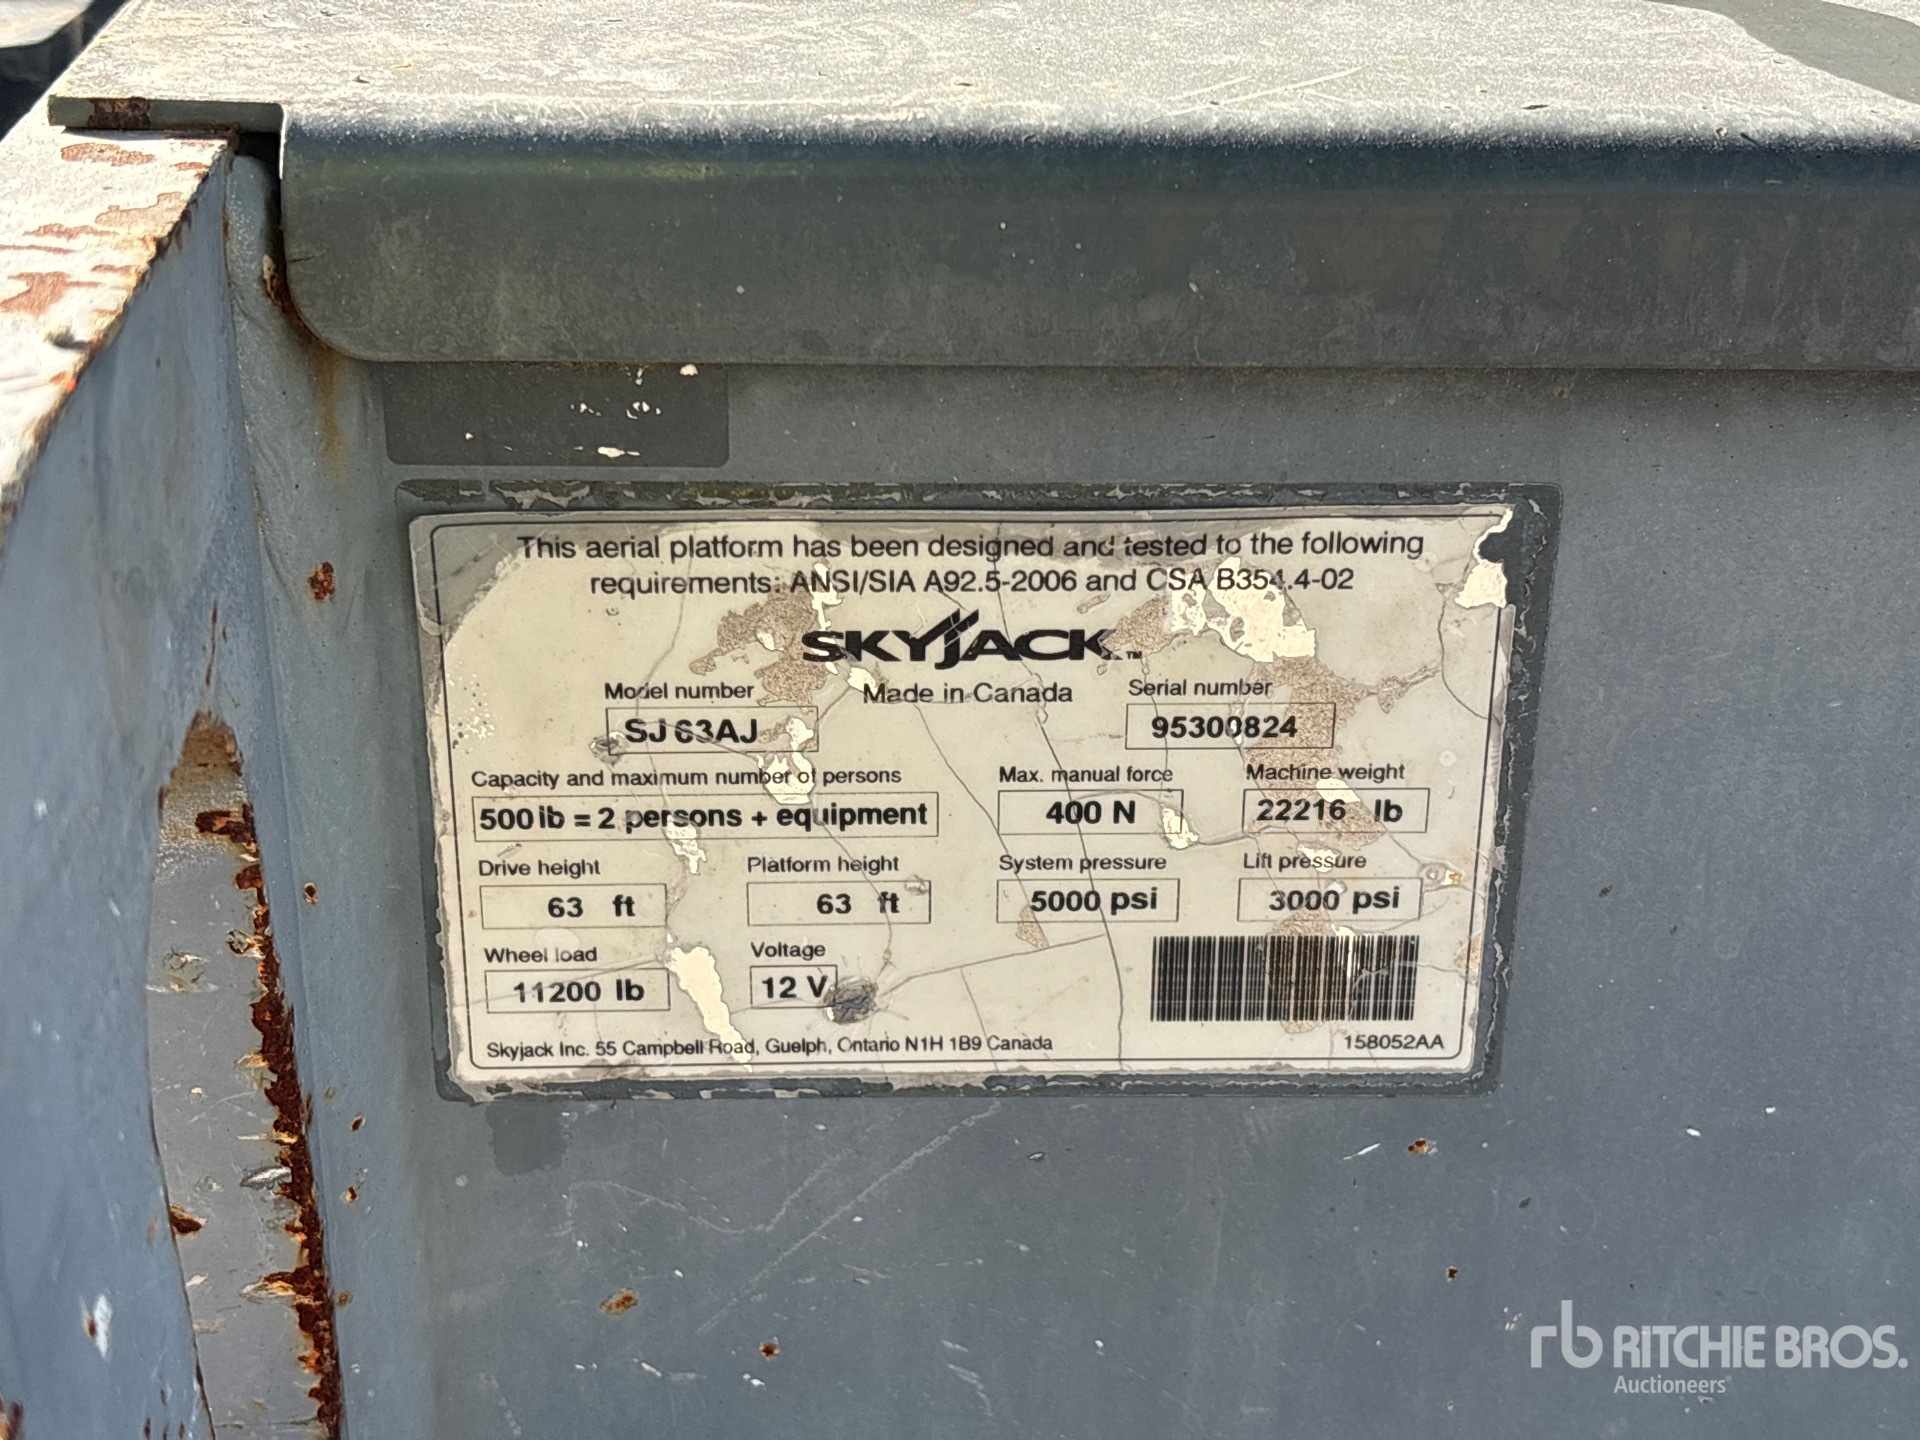 This aerial platform has been designed and tested to the following
requirements: ANSI/SIA A92.5-2006 and CSA B354.4-02
SKYJACK™
Made in Canada
Model number
SJ63AJ
Serial number
95300824
Capacity and maximum number of persons
500 lb = 2 persons + equipment
Max. manual force
400 N
Machine weight
22216 lb
Drive height
63 ft
Platform height
63 ft
System pressure
5000 psi
Lift pressure
3000 psi
Wheel load
11200 lb
Voltage
12 V
Skyjack Inc. 55 Campbell Road, Guelph, Ontario N1H 1B9 Canada
158052AA
rb RITCHIE BROS.
Auctioneers